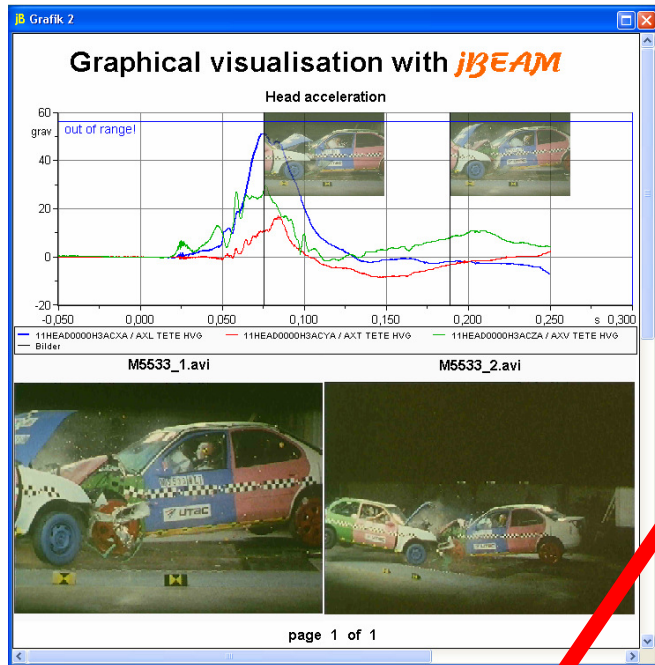 jB Grafik 2
Graphical visualisation with jBEAM
Head acceleration
60
grav
out of range!
40
20
0
-20
-0,050 0,000 0,050 0,100 0,150 0,200 0,250 s 0,300
11HEAD0000H3ACXA / AXL TETE HVG 11HEAD0000H3ACYA / AXT TETE HVG 11HEAD0000H3ACZA / AXV TETE HVG
Bilder
M5533_1.avi M5533_2.avi
UTAC
page 1 of 1